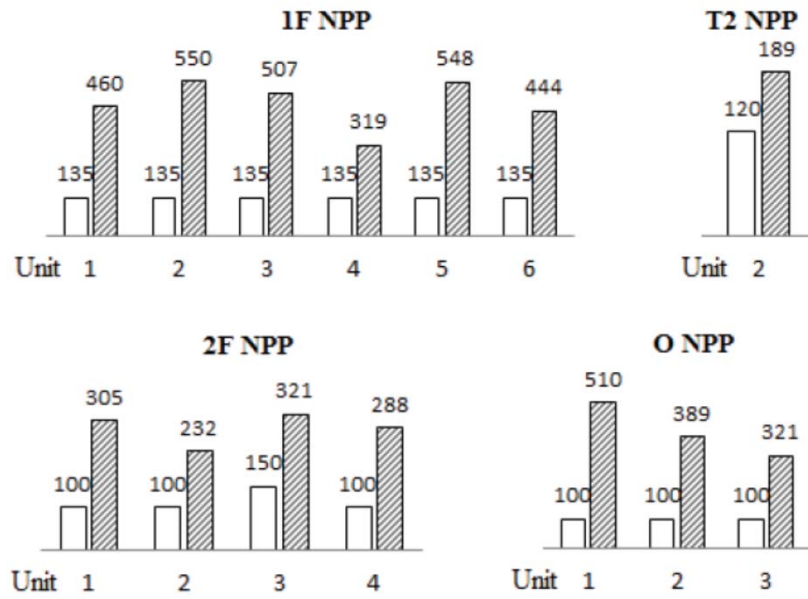 1F NPP
460 550 507 319 548 444
135 135 135 135 135 135
Unit 1 2 3 4 5 6
T2 NPP
189
120
Unit 2
2F NPP
305 232 321 288
100 100 150 100
Unit 1 2 3 4
O NPP
510 389 321
100 100 100
Unit 1 2 3